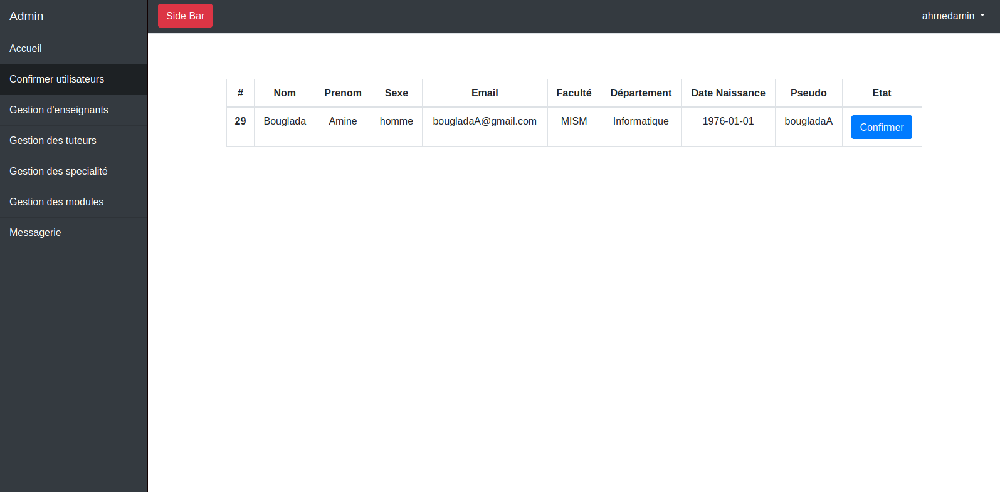 Admin
Side Bar
ahmedamin
Accueil
Confirmer utilisateurs
Gestion d'enseignants
Gestion des tuteurs
Gestion des specialité
Gestion des modules
Messagerie
# Nom Prenom Sexe Email Faculté Département Date Naissance Pseudo Etat
29 Bouglada Amine homme bougladaA@gmail.com MISM Informatique 1976-01-01 bougladaA Confirmer